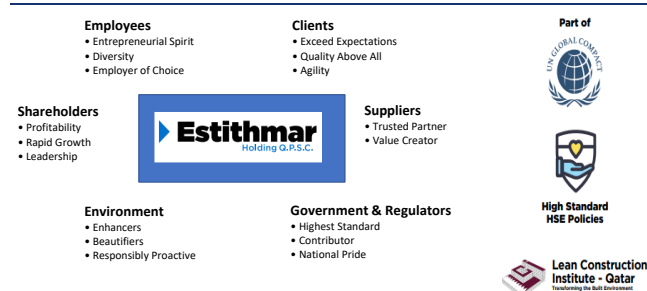 Employees
• Entrepreneurial Spirit
• Diversity
• Employer of Choice
Clients
• Exceed Expectations
• Quality Above All
• Agility
Shareholders
• Profitability
• Rapid Growth
• Leadership
Estithmar
Holding Q.P.S.C.
Suppliers
• Trusted Partner
• Value Creator
Environment
• Enhancers
• Beautifiers
• Responsibly Proactive
Government & Regulators
• Highest Standard
• Contributor
• National Pride
Part of
UN GLOBAL COMPACT
High Standard
HSE Policies
Lean Construction
Institute - Qatar
Transforming the Built Environment